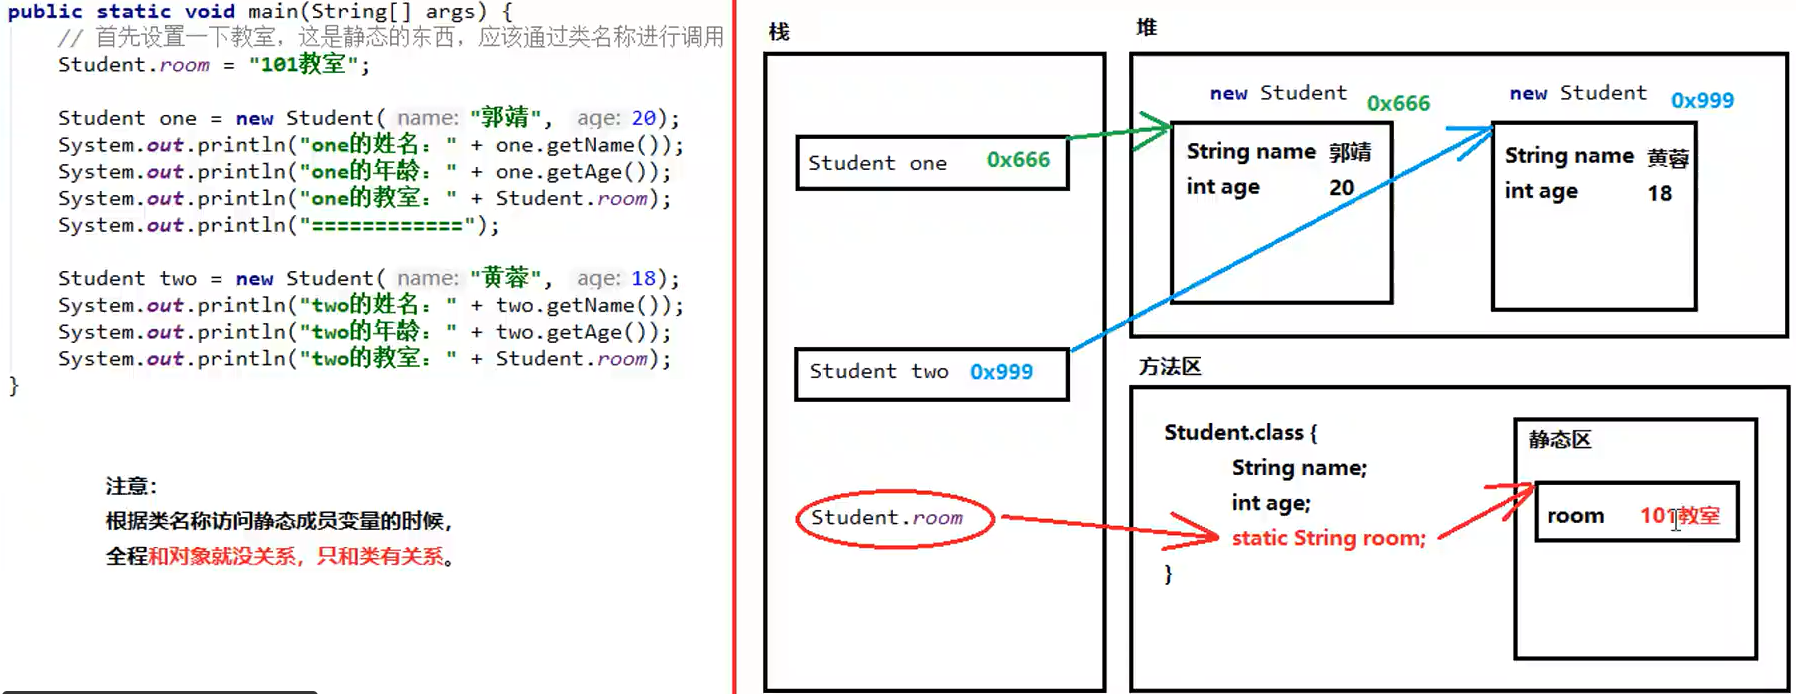 public static void main(String[] args) {
// 首先设置一下教室，这是静态的东西，应该通过类名称进行调用
Student.room = "101教室";
Student one = new Student( name: "郭靖", age: 20);
System.out.println("one的姓名：" + one.getName());
System.out.println("one的年龄：" + one.getAge());
System.out.println("one的教室：" + Student.room);
System.out.println("============");
Student two = new Student( name: "黄蓉", age: 18);
System.out.println("two的姓名：" + two.getName());
System.out.println("two的年龄：" + two.getAge());
System.out.println("two的教室：" + Student.room);
}
注意：
根据类名称访问静态成员变量的时候，
全程和对象就没关系，只和类有关系。
栈
Student one 0x666
Student two 0x999
Student.room
堆
new Student 0x666
String name 郭靖
int age 20
new Student 0x999
String name 黄蓉
int age 18
方法区
Student.class {
String name;
int age;
static String room;
}
静态区
room 101教室